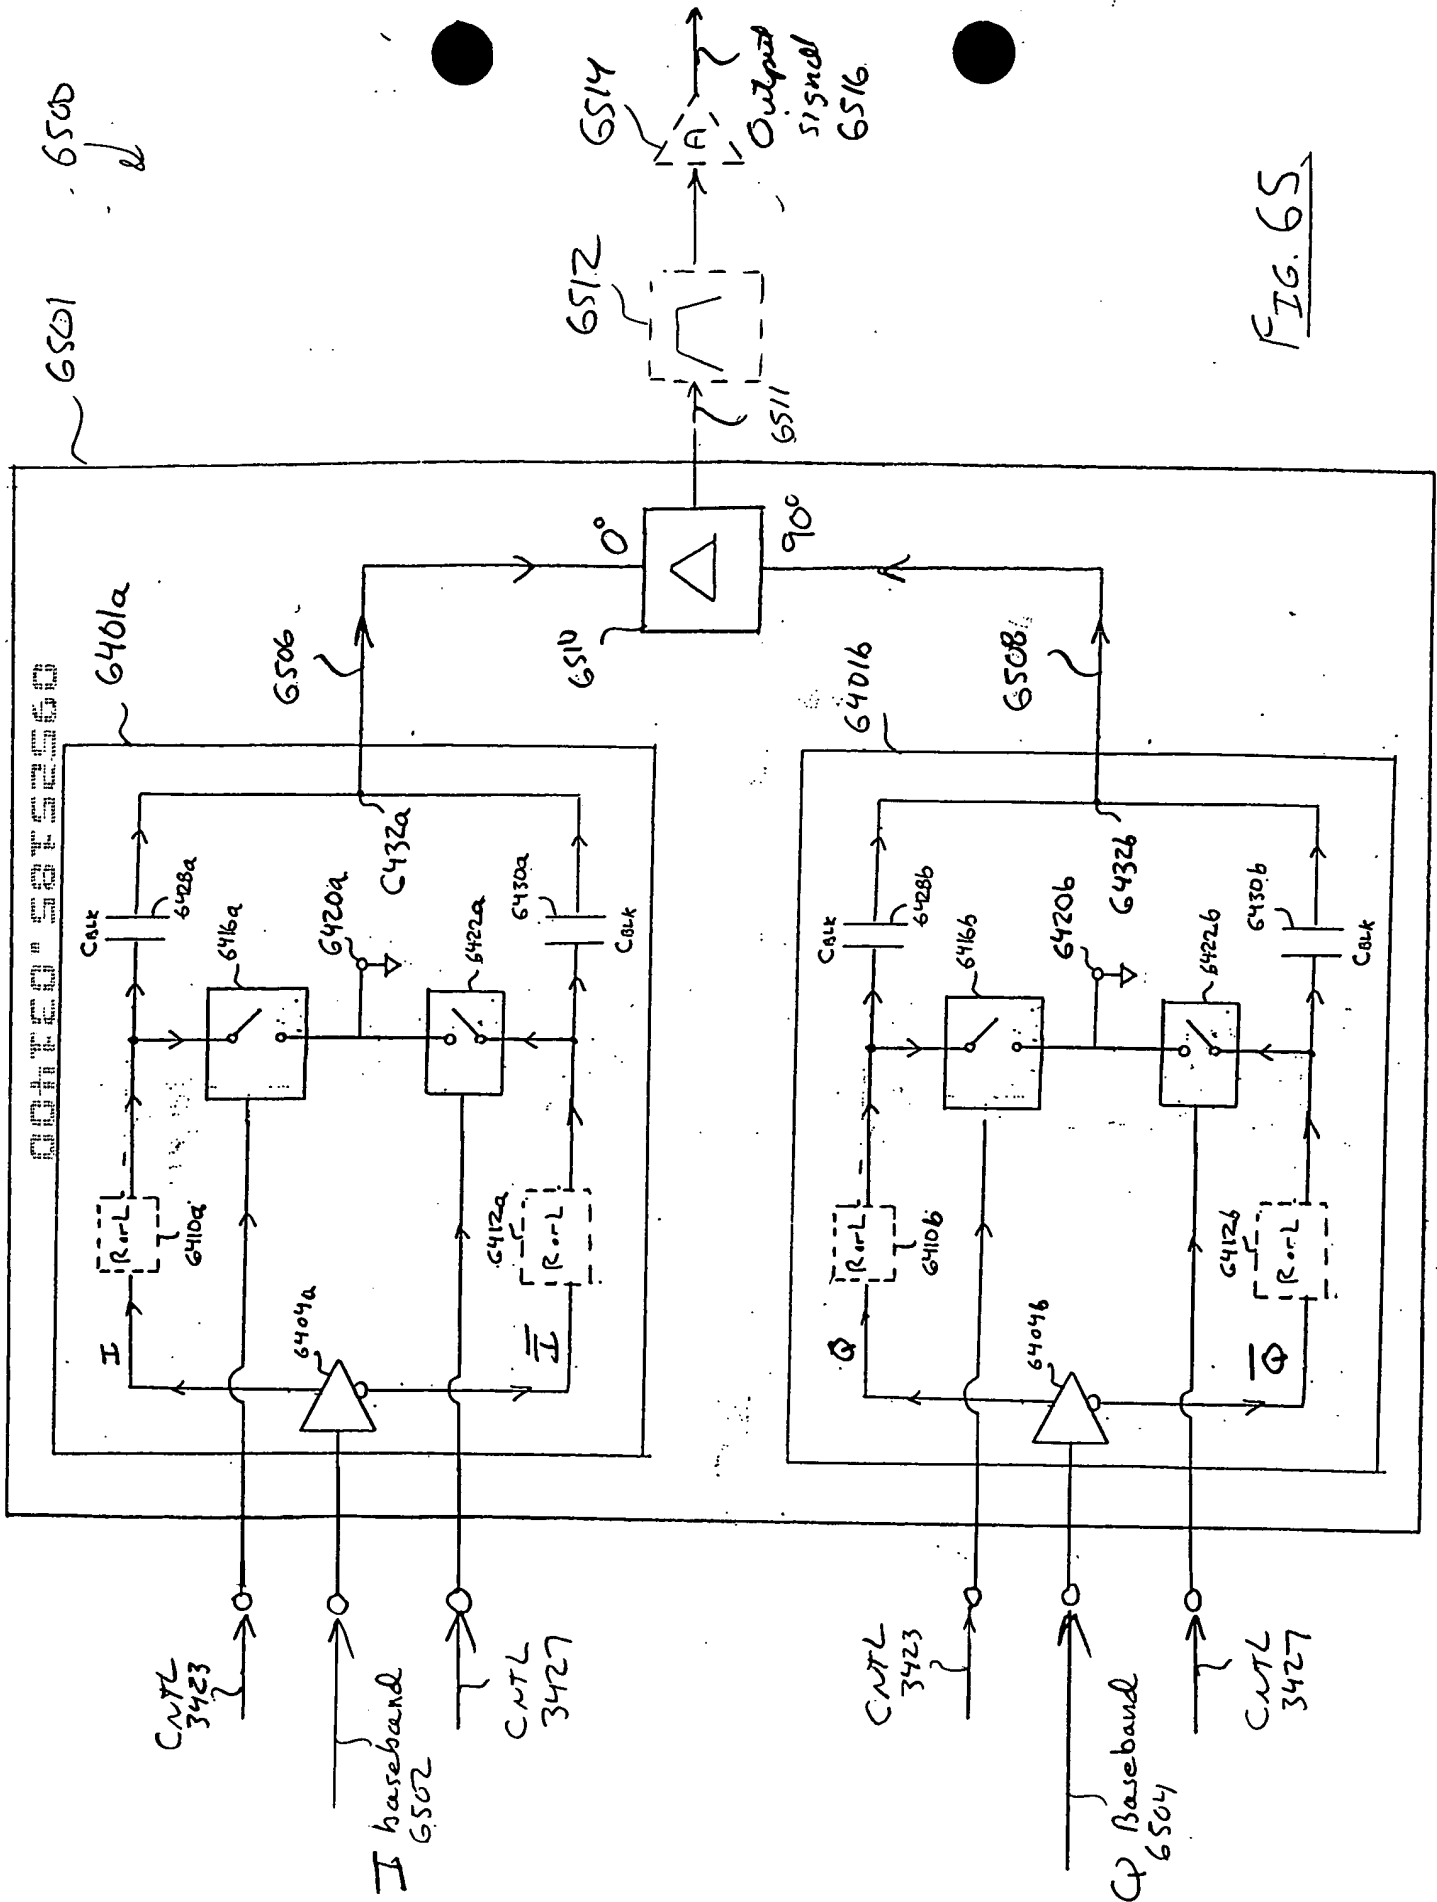 6500
6501
09525185.031400
6401a
I
R or L
6410a
CBLK
6428a
6416a
6404a
6420a
6432a
6422a
6430a
CBLK
6412a
R or L
I
6506
0°
6510
90°
6511
6512
6514
A
Output
signal
6516
CNTL
3423
I baseband
6502
CNTL
3427
6401b
Q
R or L
6410b
CBLK
6428b
6416b
6404b
6420b
6432b
6422b
6430b
CBLK
6412b
R or L
Q
6508
CNTL
3423
Q Baseband
6504
CNTL
3427
FIG. 65